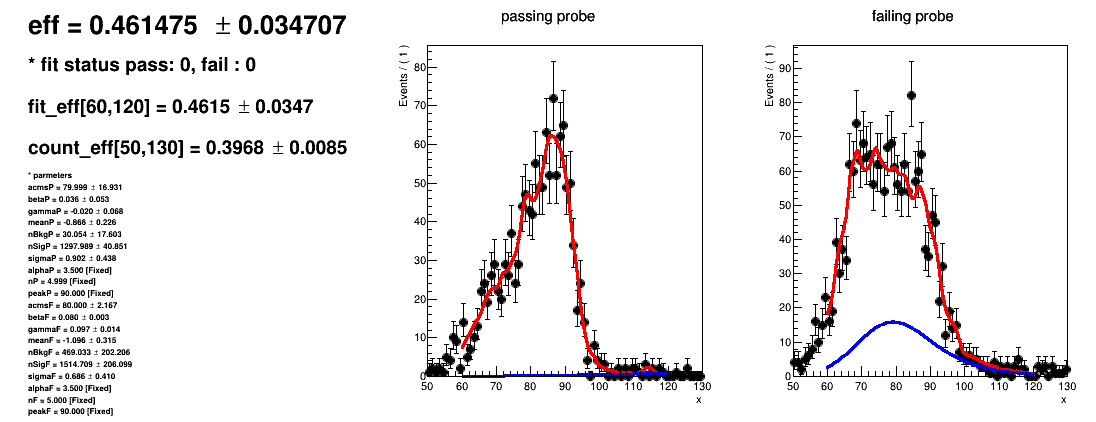 eff = 0.461475 ± 0.034707
* fit status pass: 0, fail : 0
fit_eff[60,120] = 0.4615 ± 0.0347
count_eff[50,130] = 0.3968 ± 0.0085
* parmeters
acmsP = 79.999 ± 16.931
betaP = 0.036 ± 0.053
gammaP = -0.020 ± 0.068
meanP = -0.866 ± 0.226
nBkgP = 30.054 ± 17.603
nSigP = 1297.989 ± 40.851
sigmaP = 0.902 ± 0.438
alphaP = 3.500 [Fixed]
nP = 4.999 [Fixed]
peakP = 90.000 [Fixed]
acmsF = 80.000 ± 2.167
betaF = 0.080 ± 0.003
gammaF = 0.097 ± 0.014
meanF = -1.096 ± 0.315
nBkgF = 469.033 ± 202.206
nSigF = 1514.709 ± 206.099
sigmaF = 0.686 ± 0.410
alphaF = 3.500 [Fixed]
nF = 5.000 [Fixed]
peakF = 90.000 [Fixed]
passing probe
Events / ( 1 )
80
70
60
50
40
30
20
10
0
50 60 70 80 90 100 110 120 130
x
failing probe
Events / ( 1 )
90
80
70
60
50
40
30
20
10
0
50 60 70 80 90 100 110 120 130
x